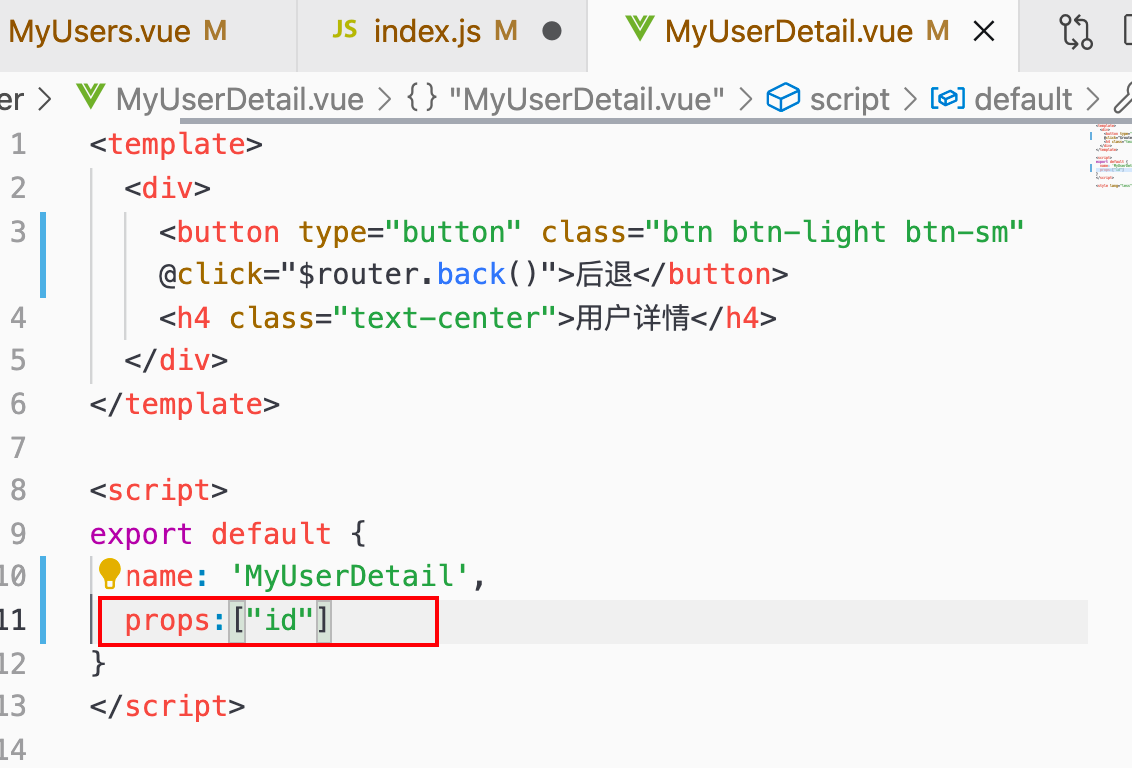 MyUsers.vue M JS index.js M MyUserDetail.vue M
er > MyUserDetail.vue > {} "MyUserDetail.vue" > script > default >
1 <template>
2 <div>
3 <button type="button" class="btn btn-light btn-sm"
@click="$router.back()">后退</button>
4 <h4 class="text-center">用户详情</h4>
5 </div>
6 </template>
7
8 <script>
9 export default {
10 name: 'MyUserDetail',
11 props:["id"]
12 }
13 </script>
14